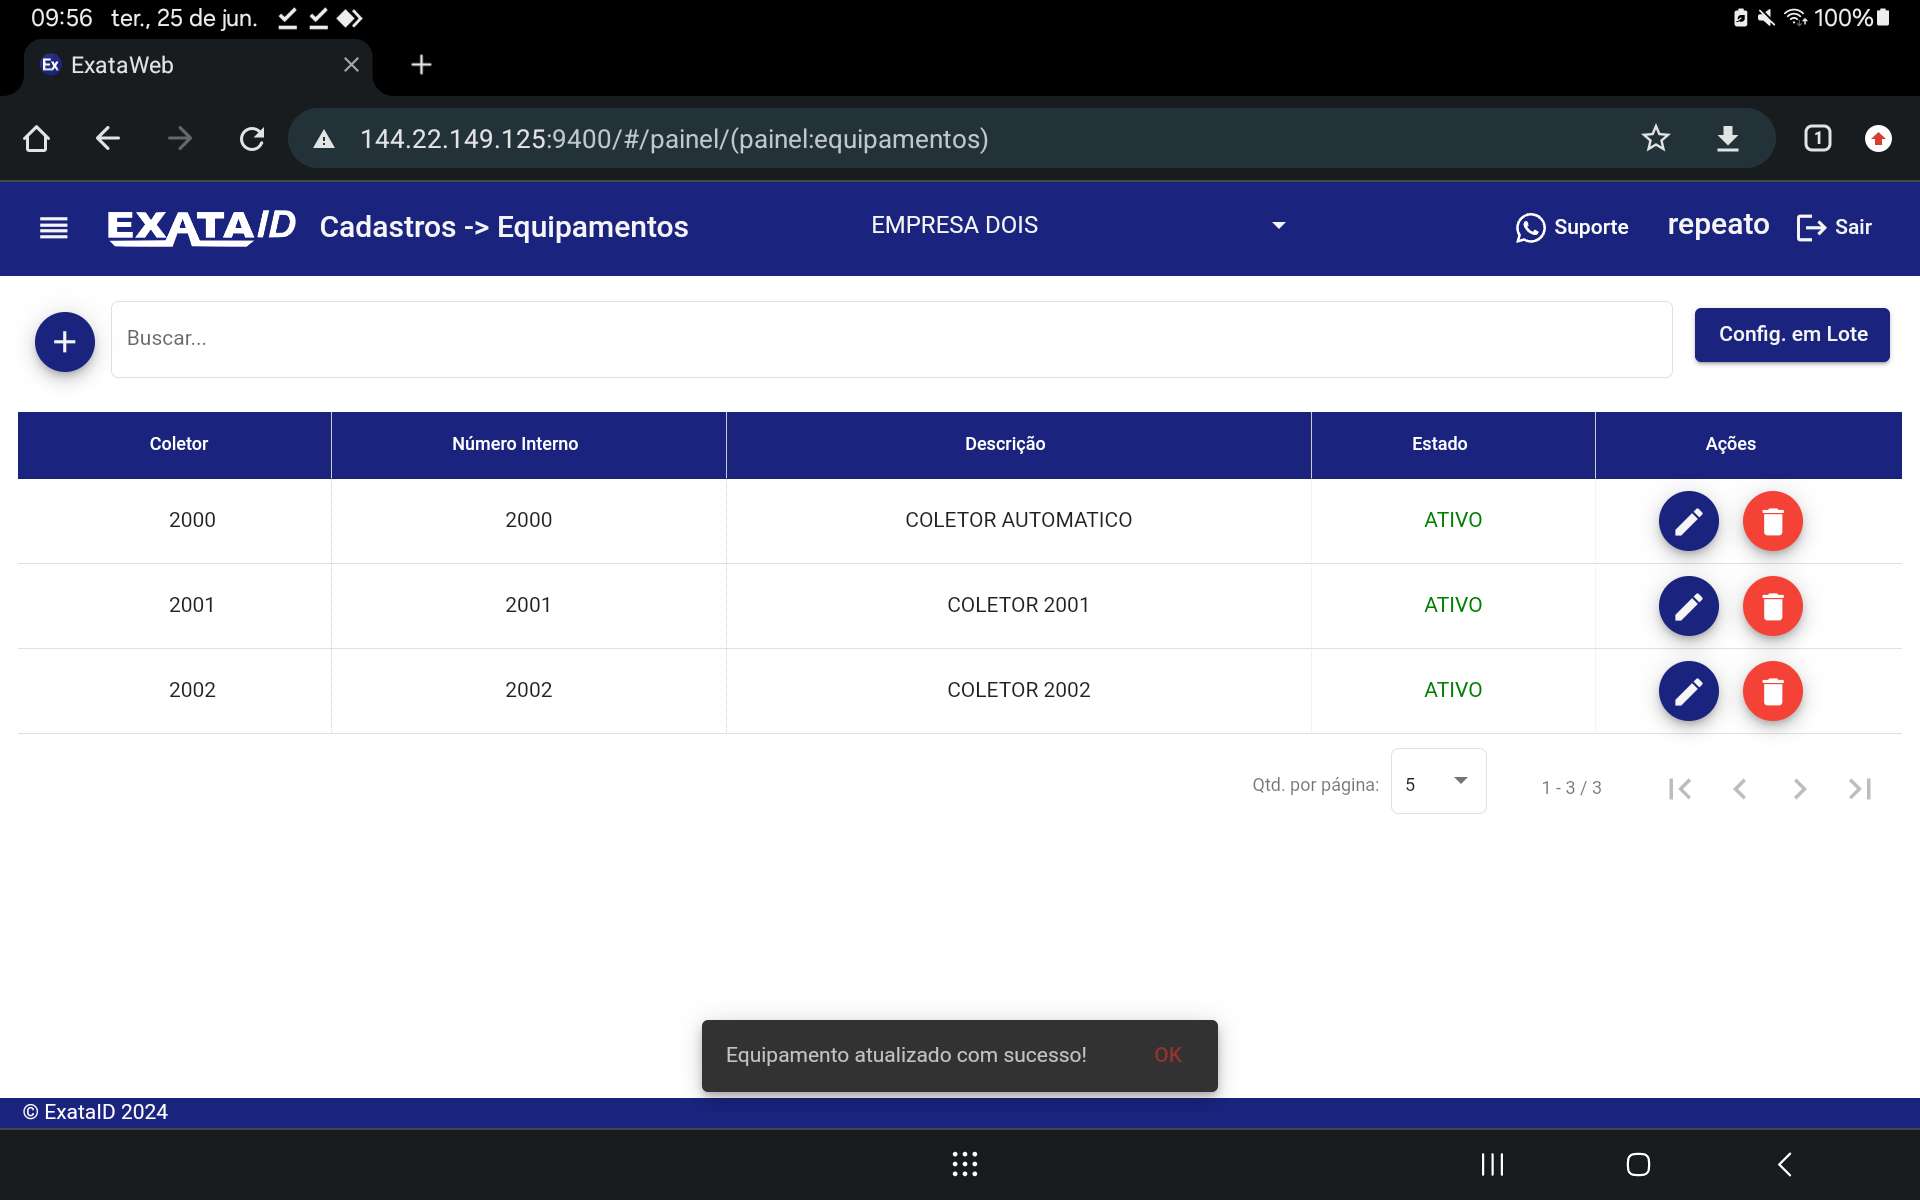 09:56 ter., 25 de jun. 100%
Ex ExataWeb
144.22.149.125:9400/#/painel/(painel:equipamentos) 1
EXATAID Cadastros -> Equipamentos EMPRESA DOIS Suporte repeato Sair
Buscar... Config. em Lote
Coletor Número Interno Descrição Estado Ações
2000 2000 COLETOR AUTOMATICO ATIVO
2001 2001 COLETOR 2001 ATIVO
2002 2002 COLETOR 2002 ATIVO
Qtd. por página: 5 1 - 3 / 3
Equipamento atualizado com sucesso! OK
© ExataID 2024